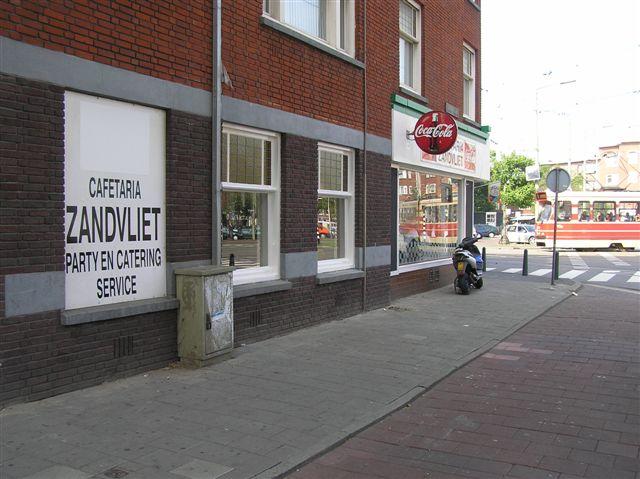 CAFETARIA
ZANDVLIET
PARTY EN CATERING
SERVICE
Coca-Cola
ZANDVLIET